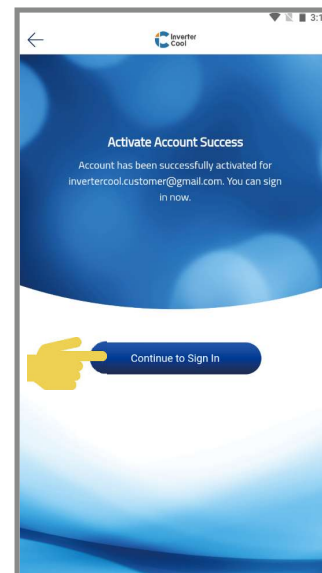 3:1
Inverter
Cool
Activate Account Success
Account has been successfully activated for
invertercool.customer@gmail.com. You can sign
in now.
Continue to Sign In